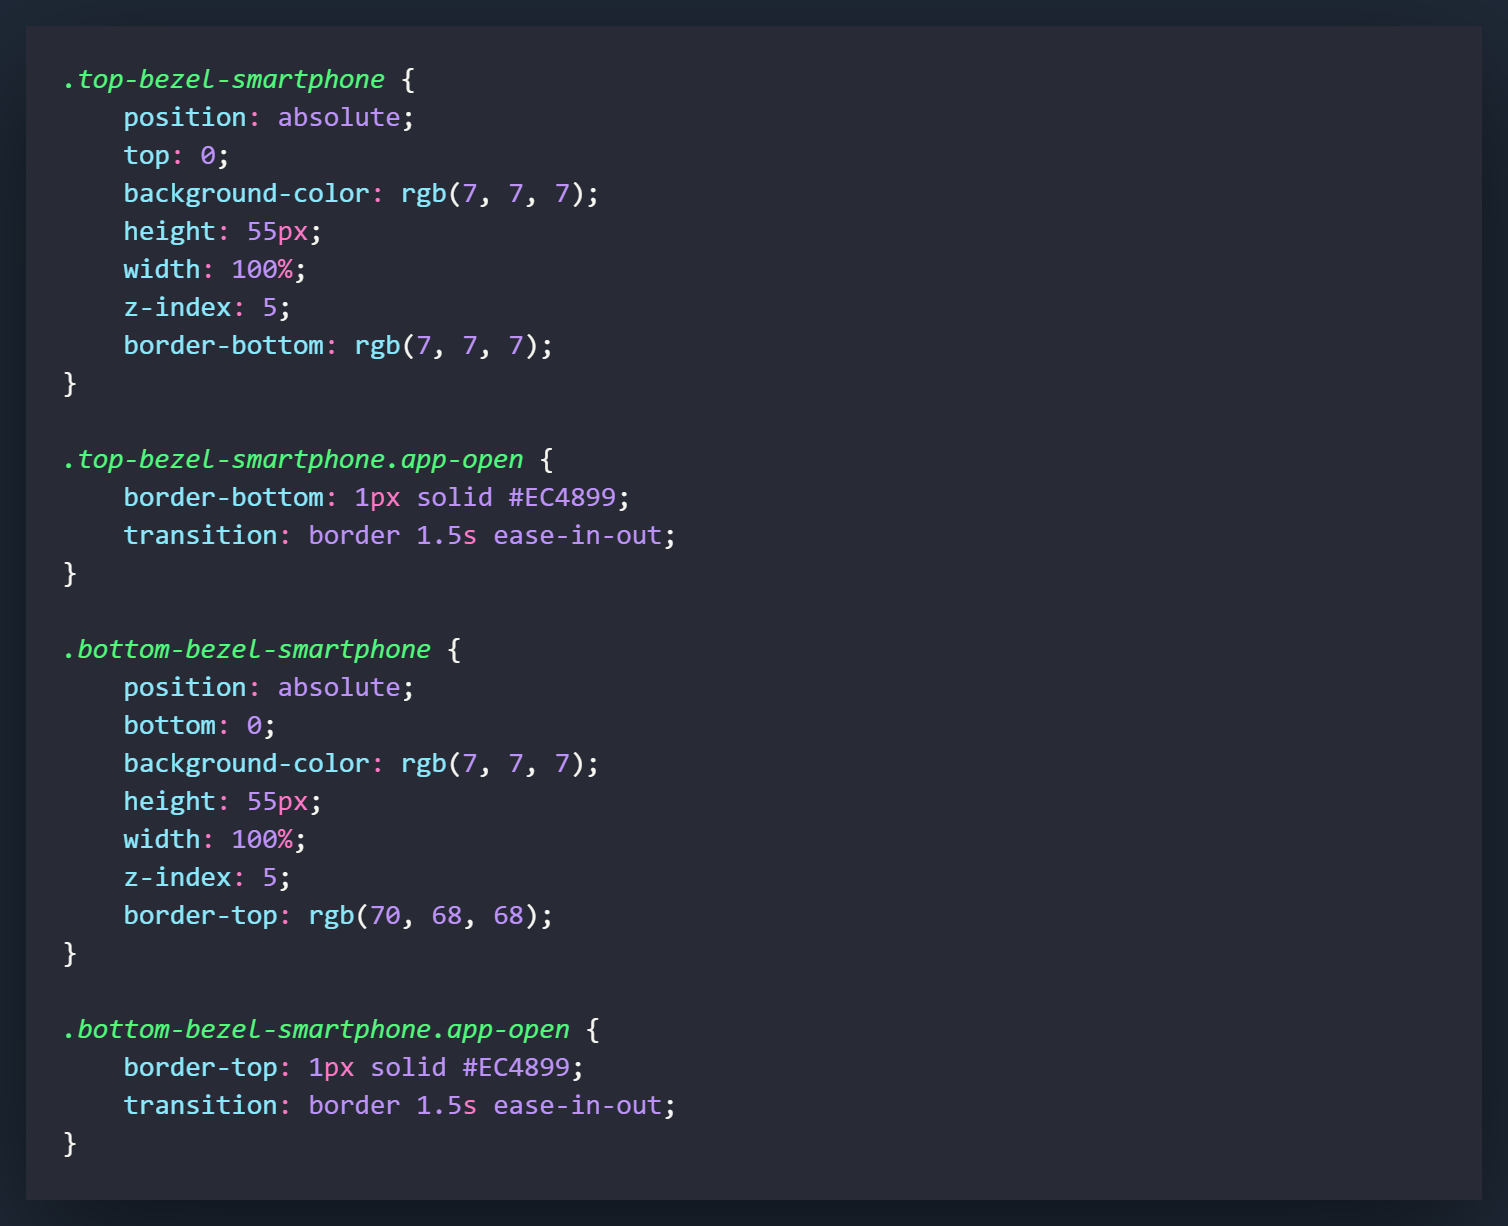 .top-bezel-smartphone {
    position: absolute;
    top: 0;
    background-color: rgb(7, 7, 7);
    height: 55px;
    width: 100%;
    z-index: 5;
    border-bottom: rgb(7, 7, 7);
}

.top-bezel-smartphone.app-open {
    border-bottom: 1px solid #EC4899;
    transition: border 1.5s ease-in-out;
}

.bottom-bezel-smartphone {
    position: absolute;
    bottom: 0;
    background-color: rgb(7, 7, 7);
    height: 55px;
    width: 100%;
    z-index: 5;
    border-top: rgb(70, 68, 68);
}

.bottom-bezel-smartphone.app-open {
    border-top: 1px solid #EC4899;
    transition: border 1.5s ease-in-out;
}